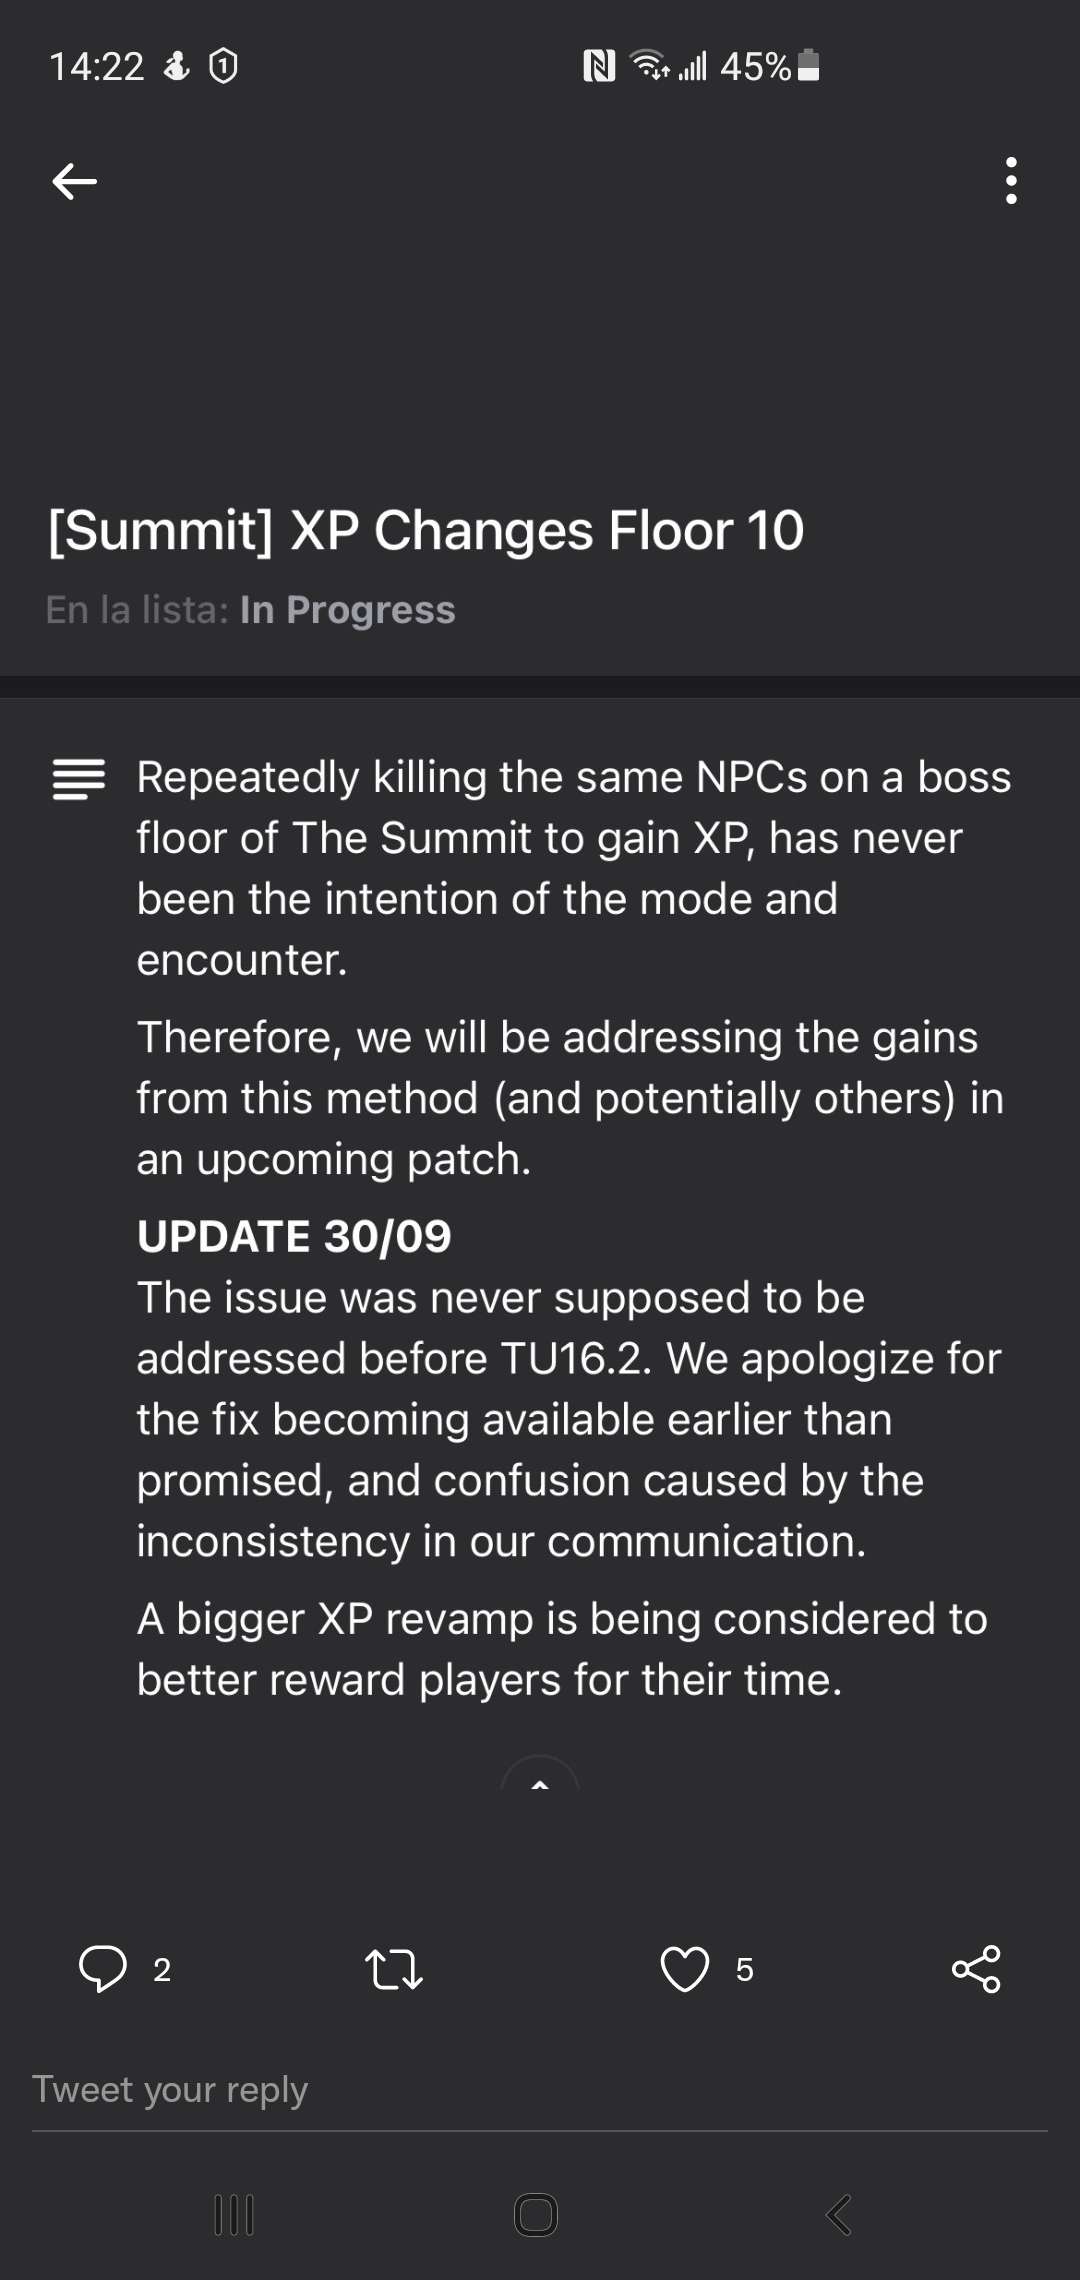 14:22
1
45%
[Summit] XP Changes Floor 10
En la lista: In Progress
Repeatedly killing the same NPCs on a boss
floor of The Summit to gain XP, has never
been the intention of the mode and
encounter.
Therefore, we will be addressing the gains
from this method (and potentially others) in
an upcoming patch.
UPDATE 30/09
The issue was never supposed to be
addressed before TU16.2. We apologize for
the fix becoming available earlier than
promised, and confusion caused by the
inconsistency in our communication.
A bigger XP revamp is being considered to
better reward players for their time.
2
5
Tweet your reply